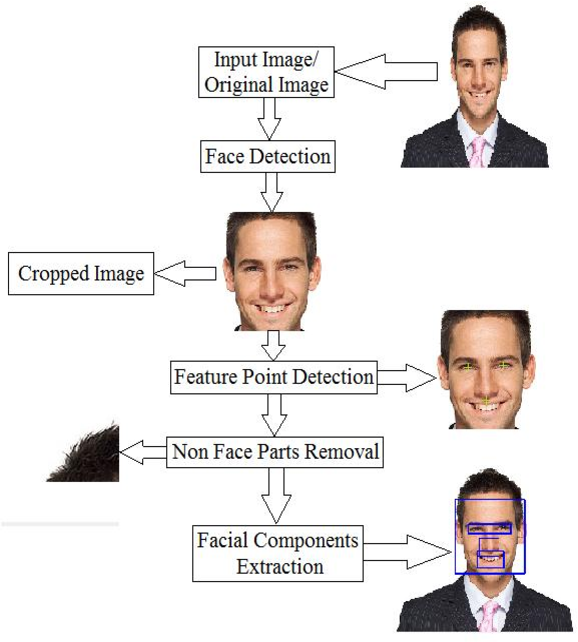 Input Image/
Original Image
Face Detection
Cropped Image
Feature Point Detection
Non Face Parts Removal
Facial Components
Extraction